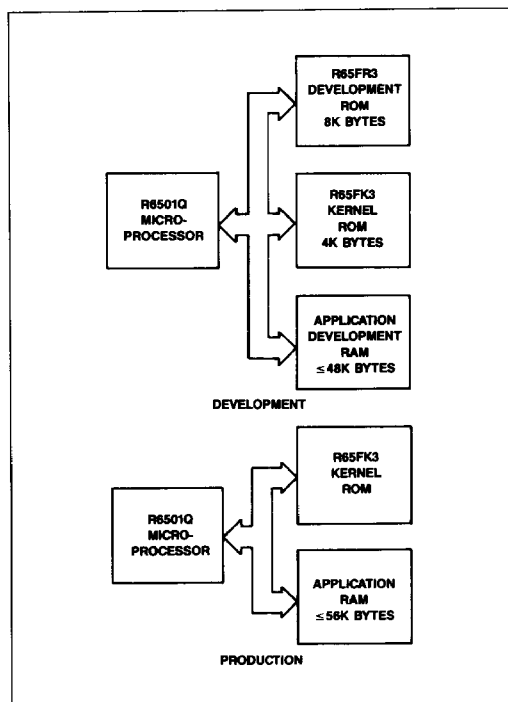 R65FR3
DEVELOPMENT
ROM
8K BYTES
R6501Q
MICRO-
PROCESSOR
R65FK3
KERNEL
ROM
4K BYTES
APPLICATION
DEVELOPMENT
RAM
≤48K BYTES
DEVELOPMENT
R65FK3
KERNEL
ROM
R6501Q
MICRO-
PROCESSOR
APPLICATION
RAM
≤56K BYTES
PRODUCTION